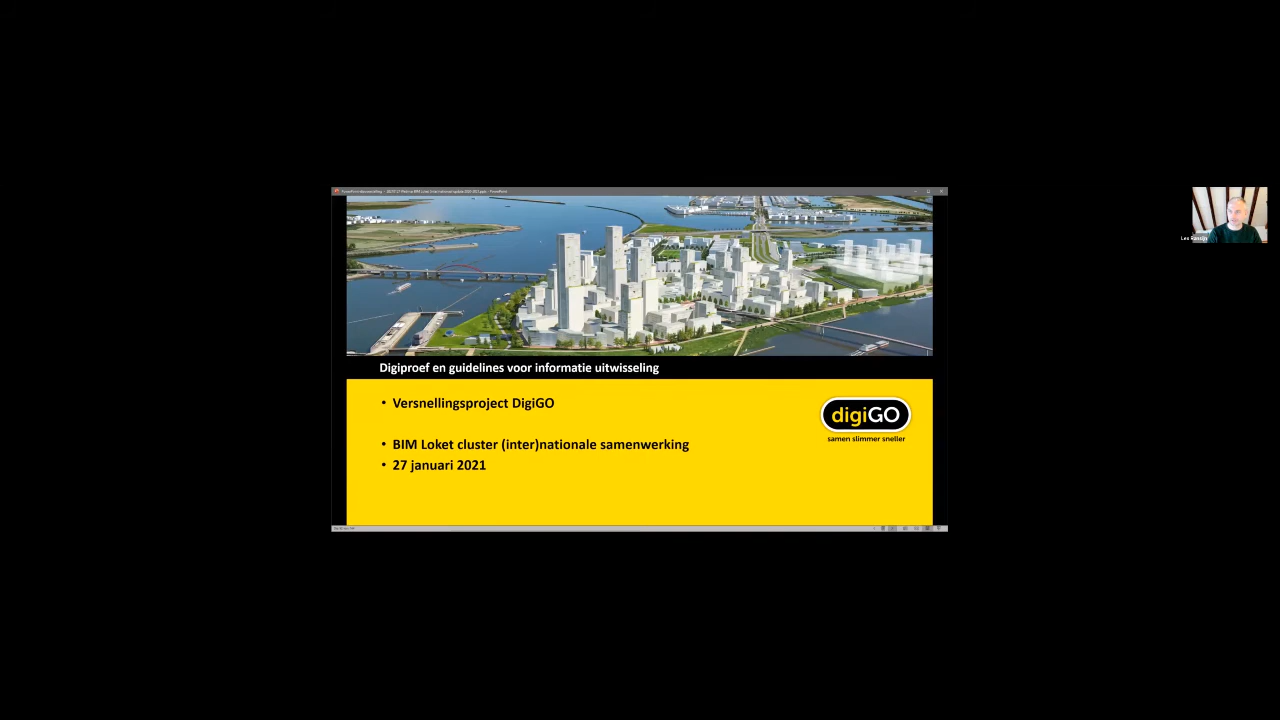 Digiproef en guidelines voor informatie uitwisseling
• Versnellingsproject DigiGO
digiGO
samen slimmer sneller
• BIM Loket cluster (inter)nationale samenwerking
• 27 januari 2021